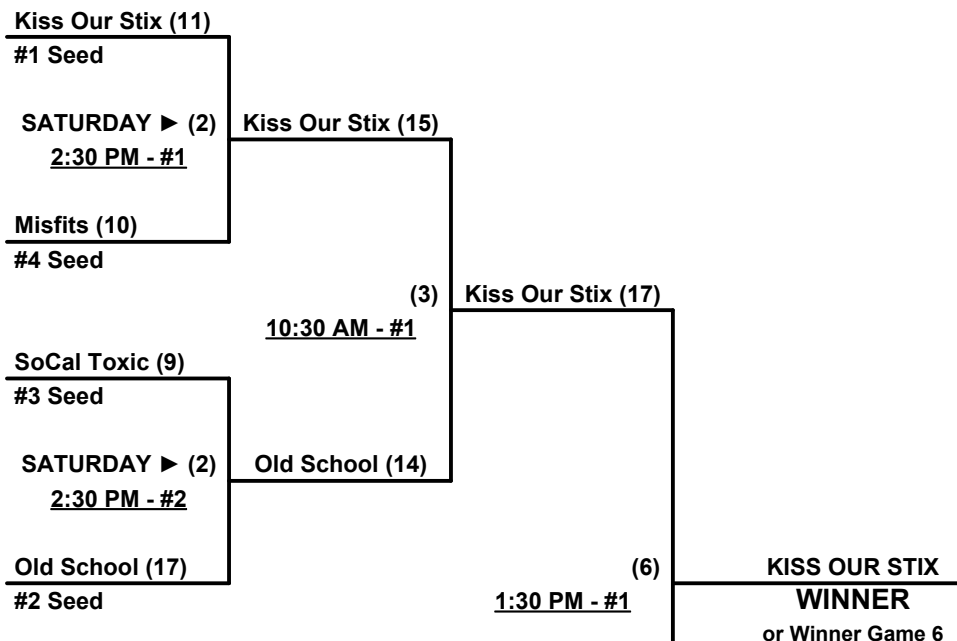 Kiss Our Stix (11)
#1 Seed
SATURDAY ► (2)
2:30 PM - #1
Kiss Our Stix (15)
Misfits (10)
#4 Seed
(3)
10:30 AM - #1
Kiss Our Stix (17)
SoCal Toxic (9)
#3 Seed
SATURDAY ► (2)
2:30 PM - #2
Old School (14)
Old School (17)
#2 Seed
(6)
1:30 PM - #1
KISS OUR STIX
WINNER
or Winner Game 6